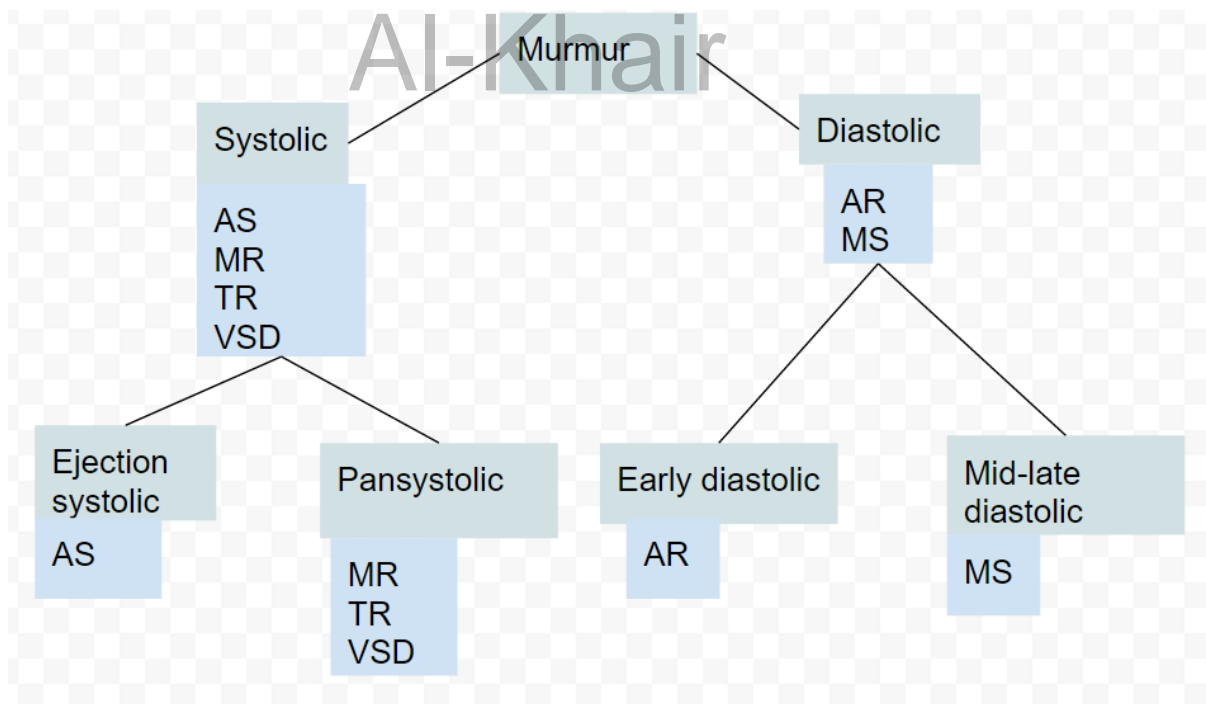 Al-Khair
Murmur
Systolic
Diastolic
AS
MR
TR
VSD
AR
MS
Ejection
systolic
AS
Pansystolic
MR
TR
VSD
Early diastolic
AR
Mid-late
diastolic
MS